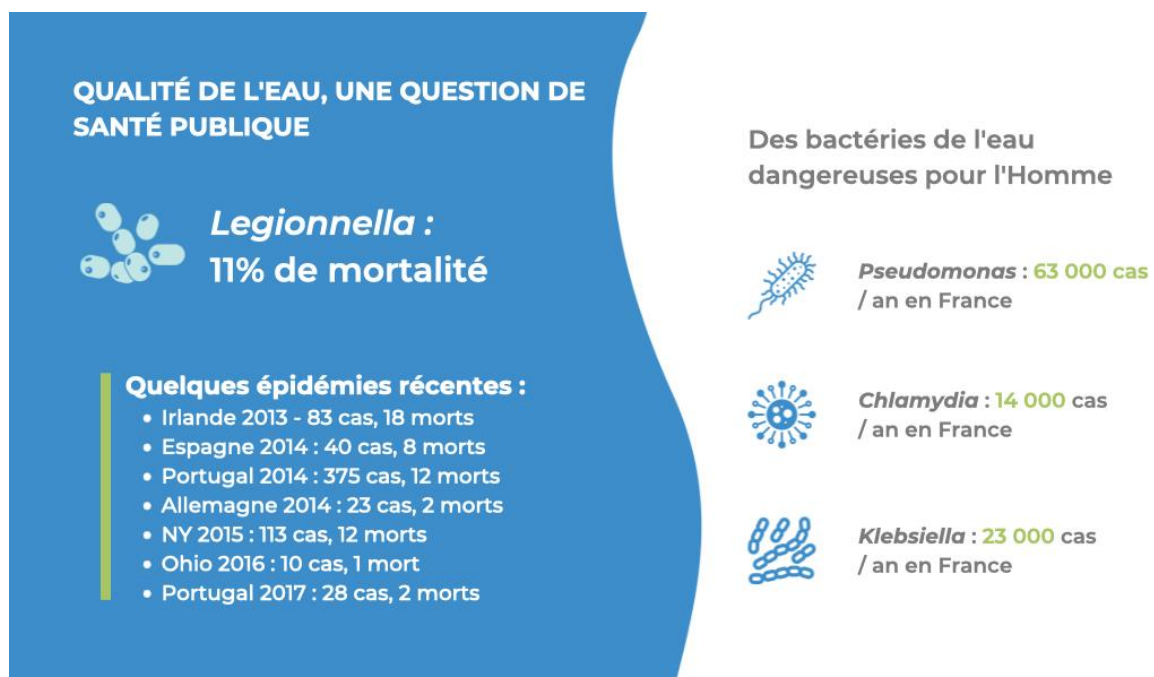 QUALITÉ DE L'EAU, UNE QUESTION DE
SANTÉ PUBLIQUE
Legionnella :
11% de mortalité
Quelques épidémies récentes :
• Irlande 2013 - 83 cas, 18 morts
• Espagne 2014 : 40 cas, 8 morts
• Portugal 2014 : 375 cas, 12 morts
• Allemagne 2014 : 23 cas, 2 morts
• NY 2015 : 113 cas, 12 morts
• Ohio 2016 : 10 cas, 1 mort
• Portugal 2017 : 28 cas, 2 morts
Des bactéries de l'eau
dangereuses pour l'Homme
Pseudomonas : 63 000 cas
/ an en France
Chlamydia : 14 000 cas
/ an en France
Klebsiella : 23 000 cas
/ an en France